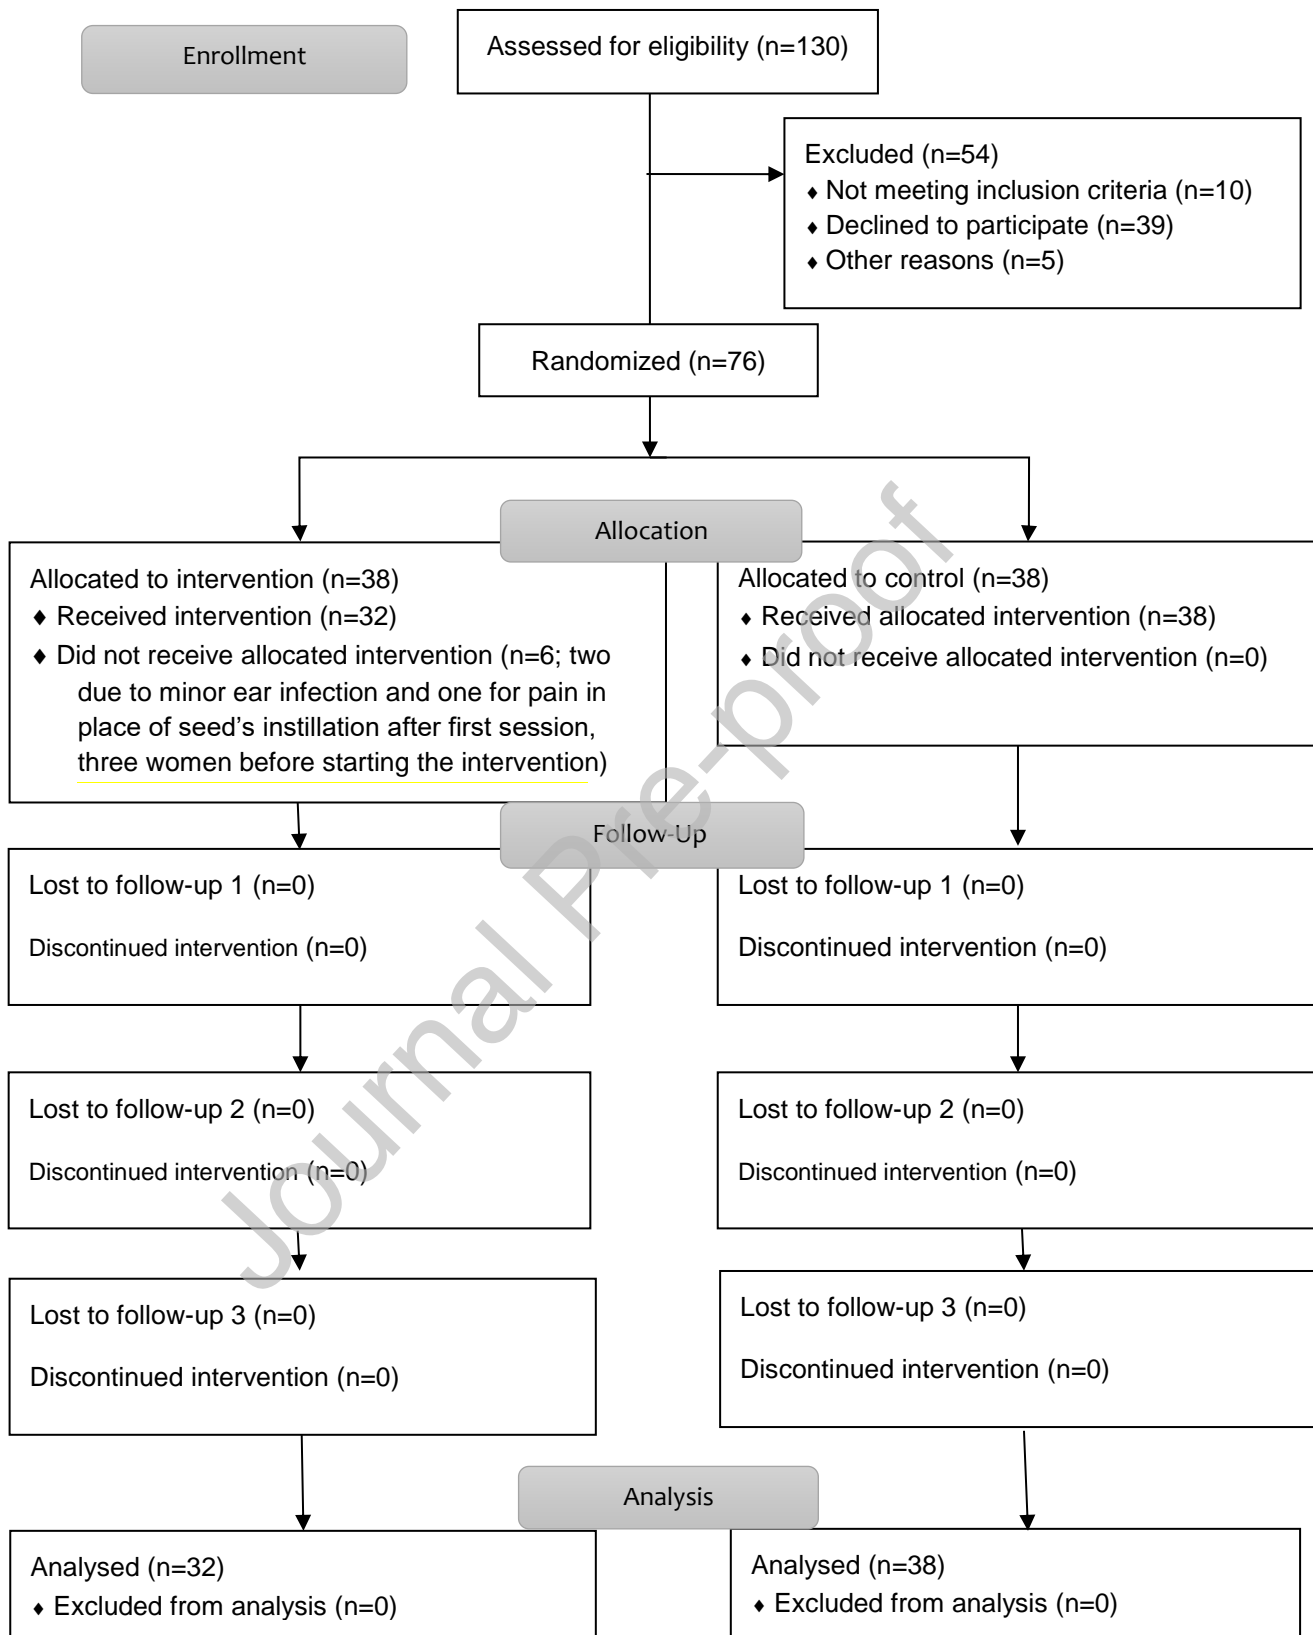 Enrollment
Assessed for eligibility (n=130)
Excluded (n=54)
♦ Not meeting inclusion criteria (n=10)
♦ Declined to participate (n=39)
♦ Other reasons (n=5)
Randomized (n=76)
Allocation
Allocated to intervention (n=38)
♦ Received intervention (n=32)
♦ Did not receive allocated intervention (n=6; two
due to minor ear infection and one for pain in
place of seed’s instillation after first session,
three women before starting the intervention)
Allocated to control (n=38)
♦ Received allocated intervention (n=38)
♦ Did not receive allocated intervention (n=0)
Follow-Up
Lost to follow-up 1 (n=0)
Discontinued intervention (n=0)
Lost to follow-up 1 (n=0)
Discontinued intervention (n=0)
Lost to follow-up 2 (n=0)
Discontinued intervention (n=0)
Lost to follow-up 2 (n=0)
Discontinued intervention (n=0)
Lost to follow-up 3 (n=0)
Discontinued intervention (n=0)
Lost to follow-up 3 (n=0)
Discontinued intervention (n=0)
Analysis
Analysed (n=32)
♦ Excluded from analysis (n=0)
Analysed (n=38)
♦ Excluded from analysis (n=0)
Journal Pre-proof